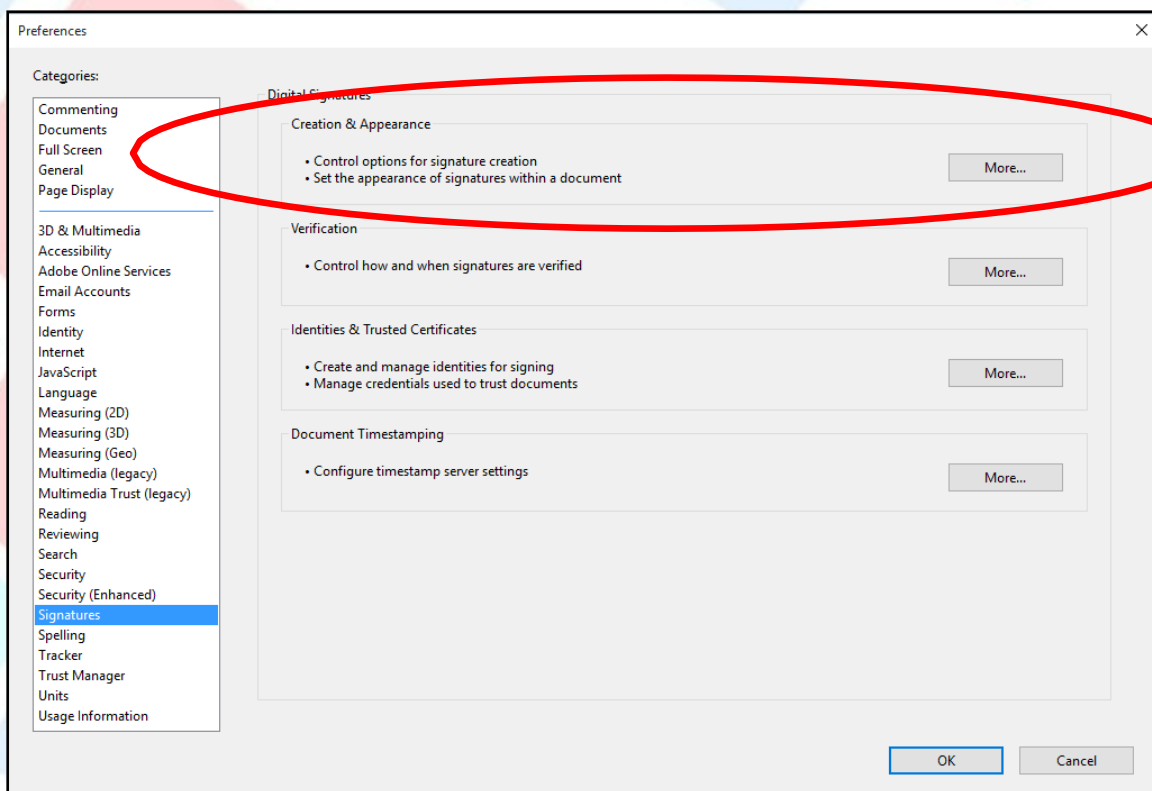 Preferences
Categories:
Commenting
Documents
Full Screen
General
Page Display
3D & Multimedia
Accessibility
Adobe Online Services
Email Accounts
Forms
Identity
Internet
JavaScript
Language
Measuring (2D)
Measuring (3D)
Measuring (Geo)
Multimedia (legacy)
Multimedia Trust (legacy)
Reading
Reviewing
Search
Security
Security (Enhanced)
Signatures
Spelling
Tracker
Trust Manager
Units
Usage Information
Digital Signatures
Creation & Appearance
• Control options for signature creation
• Set the appearance of signatures within a document
More...
Verification
• Control how and when signatures are verified
More...
Identities & Trusted Certificates
• Create and manage identities for signing
• Manage credentials used to trust documents
More...
Document Timestamping
• Configure timestamp server settings
More...
OK
Cancel